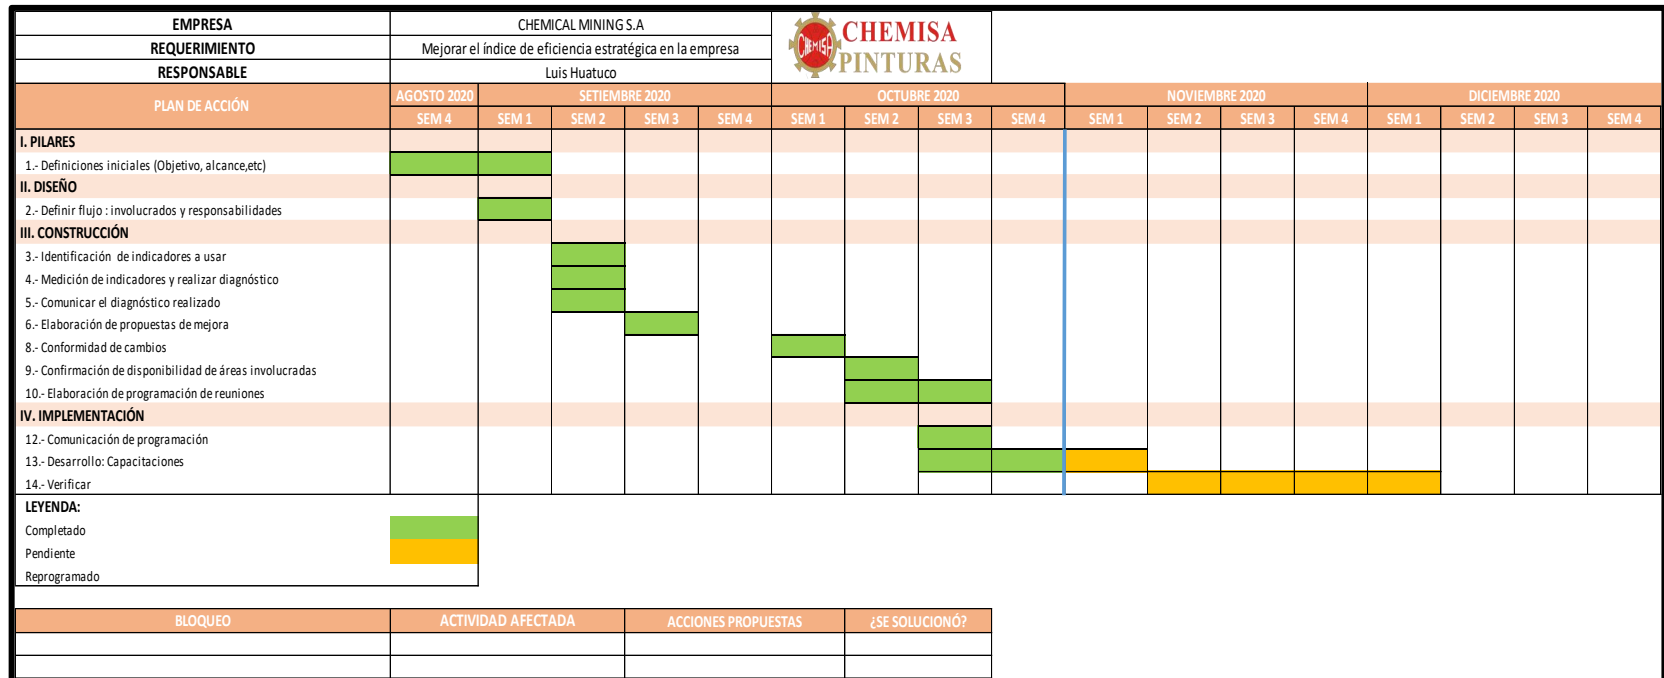 EMPRESA CHEMICAL MINING S.A
REQUERIMIENTO Mejorar el índice de eficiencia estratégica en la empresa
RESPONSABLE Luis Huatuco
CHEMISA
CHEMISA
PINTURAS
PLAN DE ACCIÓN AGOSTO 2020 SETIEMBRE 2020 OCTUBRE 2020 NOVIEMBRE 2020 DICIEMBRE 2020
SEM 4 SEM 1 SEM 2 SEM 3 SEM 4 SEM 1 SEM 2 SEM 3 SEM 4 SEM 1 SEM 2 SEM 3 SEM 4 SEM 1 SEM 2 SEM 3 SEM 4
I. PILARES
1.- Definiciones iniciales (Objetivo, alcance,etc)
II. DISEÑO
2.- Definir flujo : involucrados y responsabilidades
III. CONSTRUCCIÓN
3.- Identificación de indicadores a usar
4.- Medición de indicadores y realizar diagnóstico
5.- Comunicar el diagnóstico realizado
6.- Elaboración de propuestas de mejora
8.- Conformidad de cambios
9.- Confirmación de disponibilidad de áreas involucradas
10.- Elaboración de programación de reuniones
IV. IMPLEMENTACIÓN
12.- Comunicación de programación
13.- Desarrollo: Capacitaciones
14.- Verificar
LEYENDA:
Completado
Pendiente
Reprogramado
BLOQUEO ACTIVIDAD AFECTADA ACCIONES PROPUESTAS ¿SE SOLUCIONÓ?